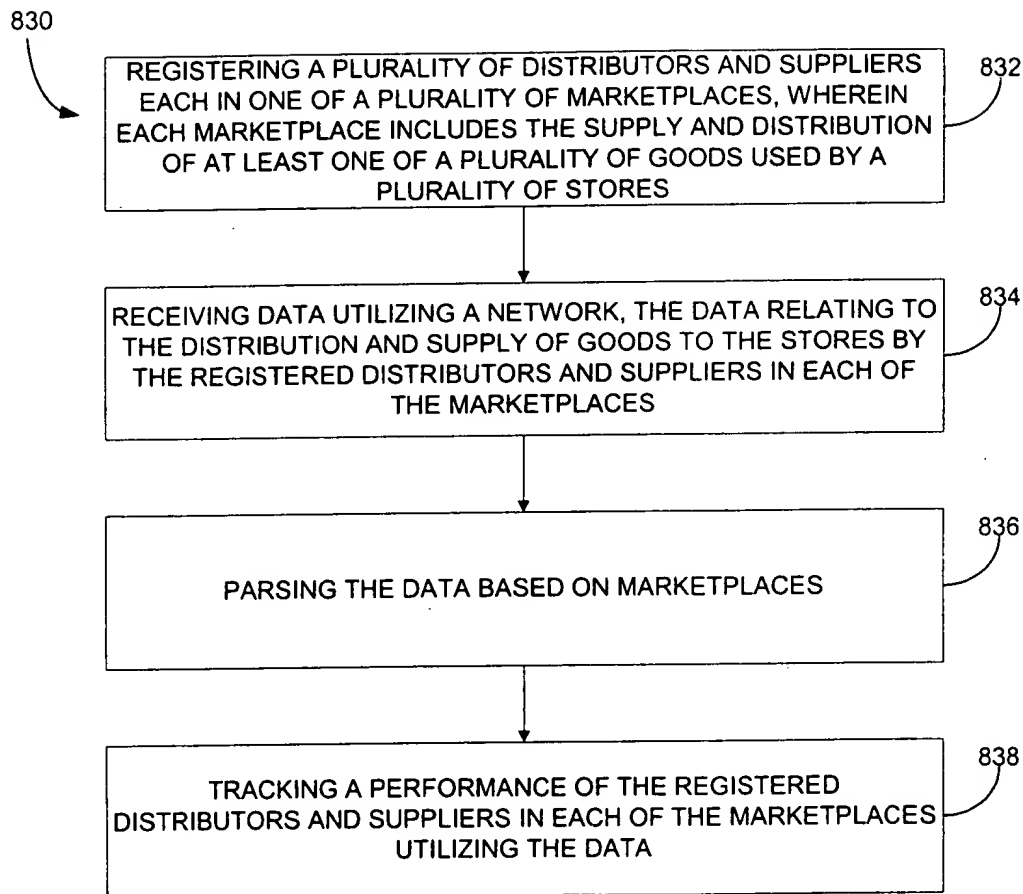 830
REGISTERING A PLURALITY OF DISTRIBUTORS AND SUPPLIERS
EACH IN ONE OF A PLURALITY OF MARKETPLACES, WHEREIN
EACH MARKETPLACE INCLUDES THE SUPPLY AND DISTRIBUTION
OF AT LEAST ONE OF A PLURALITY OF GOODS USED BY A
PLURALITY OF STORES
832
RECEIVING DATA UTILIZING A NETWORK, THE DATA RELATING TO
THE DISTRIBUTION AND SUPPLY OF GOODS TO THE STORES BY
THE REGISTERED DISTRIBUTORS AND SUPPLIERS IN EACH OF
THE MARKETPLACES
834
PARSING THE DATA BASED ON MARKETPLACES
836
TRACKING A PERFORMANCE OF THE REGISTERED
DISTRIBUTORS AND SUPPLIERS IN EACH OF THE MARKETPLACES
UTILIZING THE DATA
838